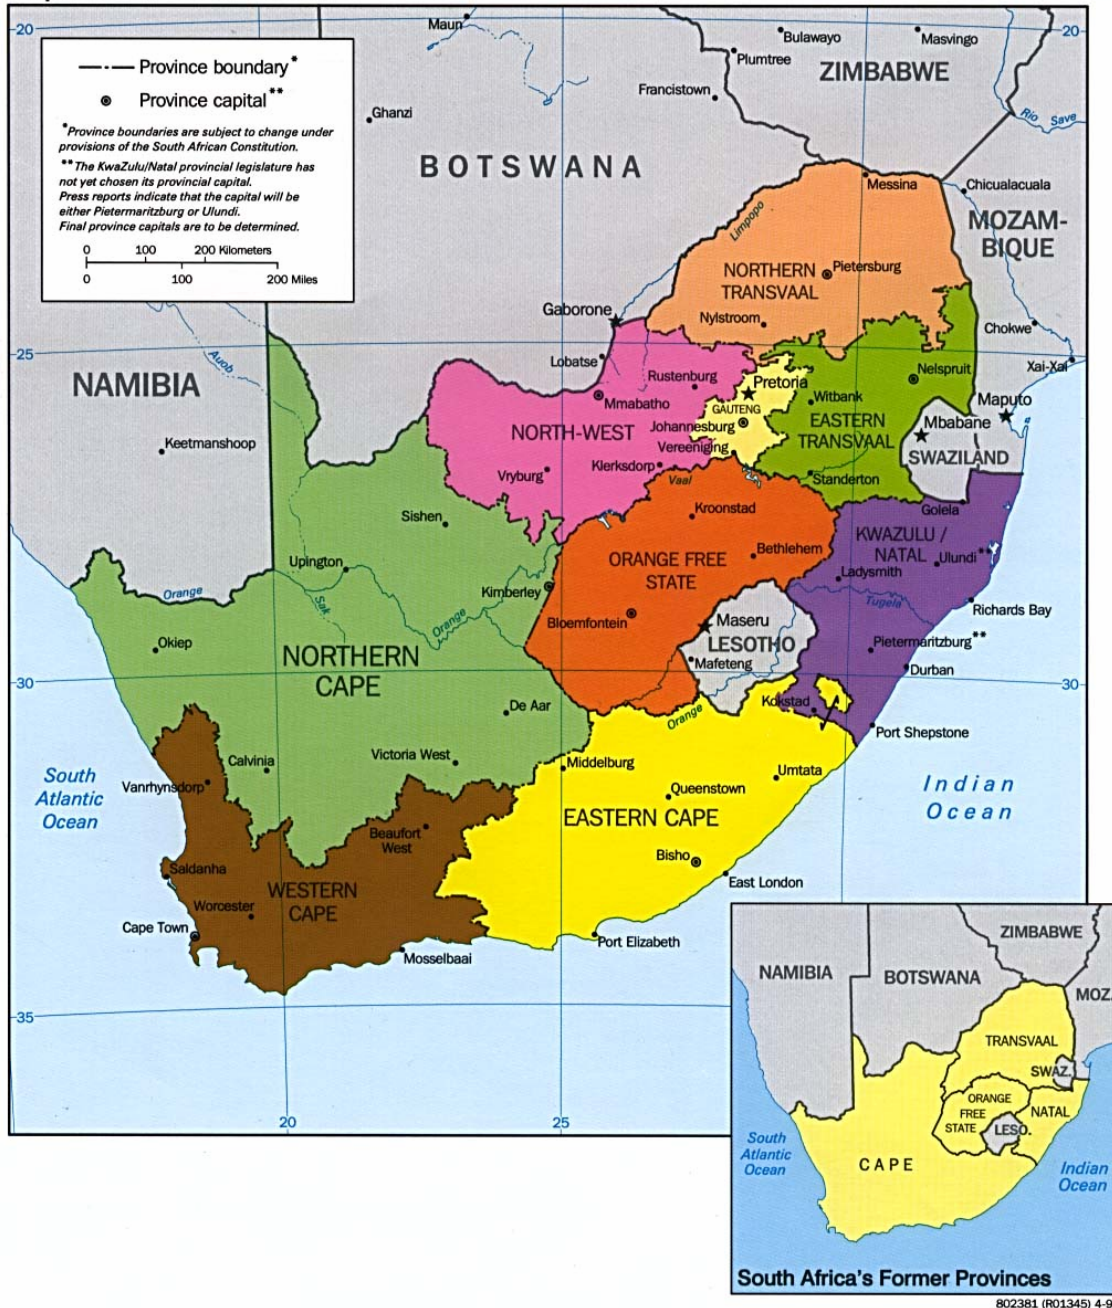 Province boundary*
Province capital**
*Province boundaries are subject to change under
provisions of the South African Constitution.
**The KwaZulu/Natal provincial legislature has
not yet chosen its provincial capital.
Press reports indicate that the capital will be
either Pietermaritzburg or Ulundi.
Final province capitals are to be determined.
0 100 200 Kilometers
0 100 200 Miles
20
Maun
Bulawayo
Masvingo
20
Plumtree
ZIMBABWE
Francistown
Ghanzi
Rio Save
BOTSWANA
Messina
Chicualacuala
MOZAM-
BIQUE
Limpopo
NORTHERN
TRANSVAAL
Pietersburg
Gaborone
Nylstroom
Chokwe
25
Auob
Lobatse
Xai-Xai
NAMIBIA
Rustenburg
Pretoria
Nelspruit
Mmabatho
GAUTENG
Witbank
Maputo
NORTH-WEST
Johannesburg
EASTERN
TRANSVAAL
Mbabane
Keetmanshoop
Vereeniging
SWAZILAND
Vryburg
Klerksdorp
Vaal
Standerton
Golela
Sishen
Kroonstad
KWAZULU /
NATAL
ORANGE FREE
STATE
Bethlehem
Ulundi
Upington
Ladysmith
Orange
Sak
Kimberley
Tugela
Richards Bay
Orange
Bloemfontein
Maseru
Okiep
LESOTHO
Pietermaritzburg**
NORTHERN
CAPE
Mafeteng
Durban
30
30
De Aar
Orange
Kokstad
Port Shepstone
South
Atlantic
Ocean
Calvinia
Victoria West
Middelburg
Umtata
Indian
Ocean
Vanrhynsdorp
Queenstown
EASTERN CAPE
Beaufort
West
Bisho
Saldanha
East London
WESTERN
CAPE
Worcester
Cape Town
Port Elizabeth
Mosselbaai
35
20
25
ZIMBABWE
NAMIBIA
BOTSWANA
MOZ.
TRANSVAAL
SWAZ.
ORANGE
FREE
STATE
NATAL
LESO.
South
Atlantic
Ocean
CAPE
Indian
Ocean
South Africa's Former Provinces
802381 (R01345) 4-9